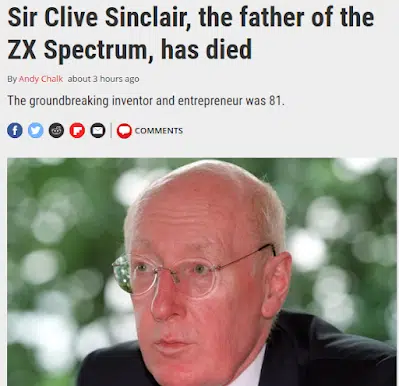 Sir Clive Sinclair, the father of the
ZX Spectrum, has died
By Andy Chalk about 3 hours ago
The groundbreaking inventor and entrepreneur was 81.
COMMENTS